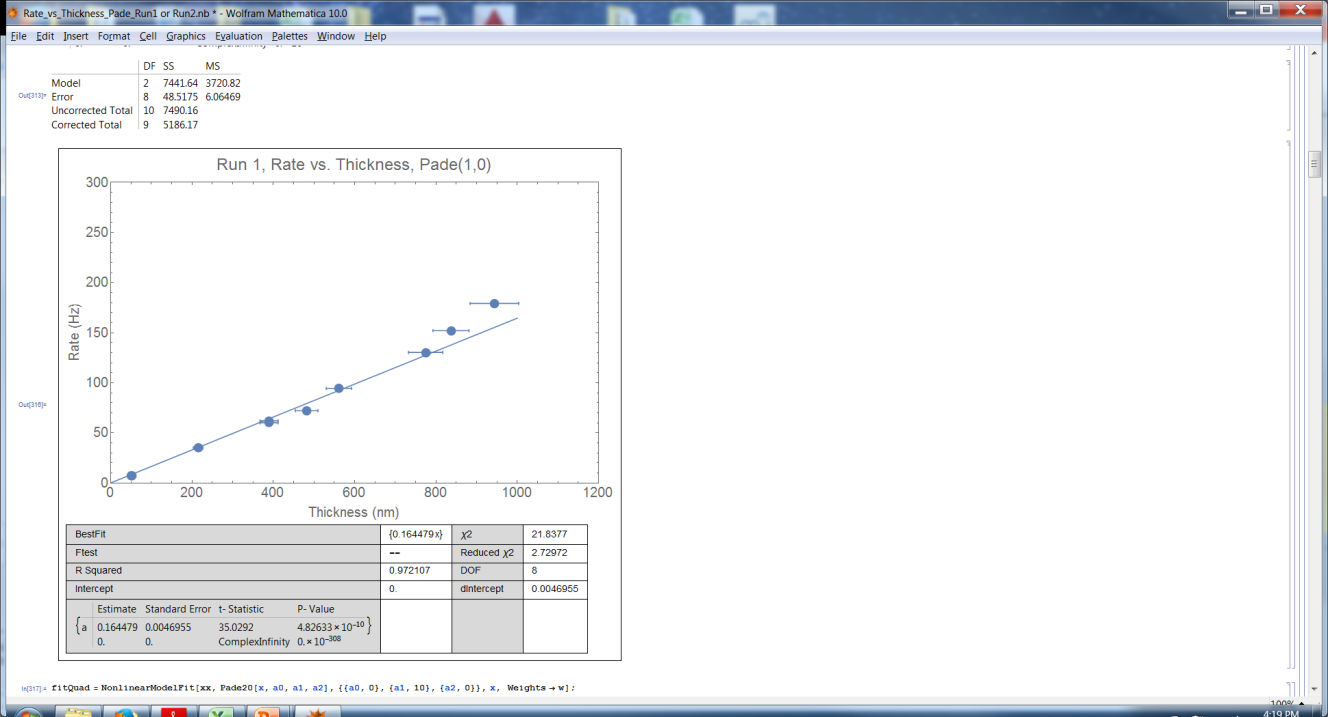 Rate_vs_Thickness_Pade_Run1 or Run2.nb * - Wolfram Mathematica 10.0
File Edit Insert Format Cell Graphics Evaluation Palettes Window Help
DF SS MS
Model 2 7441.64 3720.82
Out[313]= Error 8 48.5175 6.06469
Uncorrected Total 10 7490.16
Corrected Total 9 5186.17
Run 1, Rate vs. Thickness, Pade(1,0)
300
250
200
150
100
50
0
Rate (Hz)
Out[316]=
0 200 400 600 800 1000 1200
Thickness (nm)
BestFit {0.164479 x} χ2 21.8377
Ftest -- Reduced χ2 2.72972
R Squared 0.972107 DOF 8
Intercept 0. dIntercept 0.0046955
Estimate Standard Error t- Statistic P- Value
{a 0.164479 0.0046955 35.0292 4.82633×10⁻¹⁰}
0. 0. ComplexInfinity 0.×10⁻³⁰⁸
In[317]:= fitQuad = NonlinearModelFit[xx, Pade20[x, a0, a1, a2], {{a0, 0}, {a1, 10}, {a2, 0}}, x, Weights → w];
100%
4:19 PM